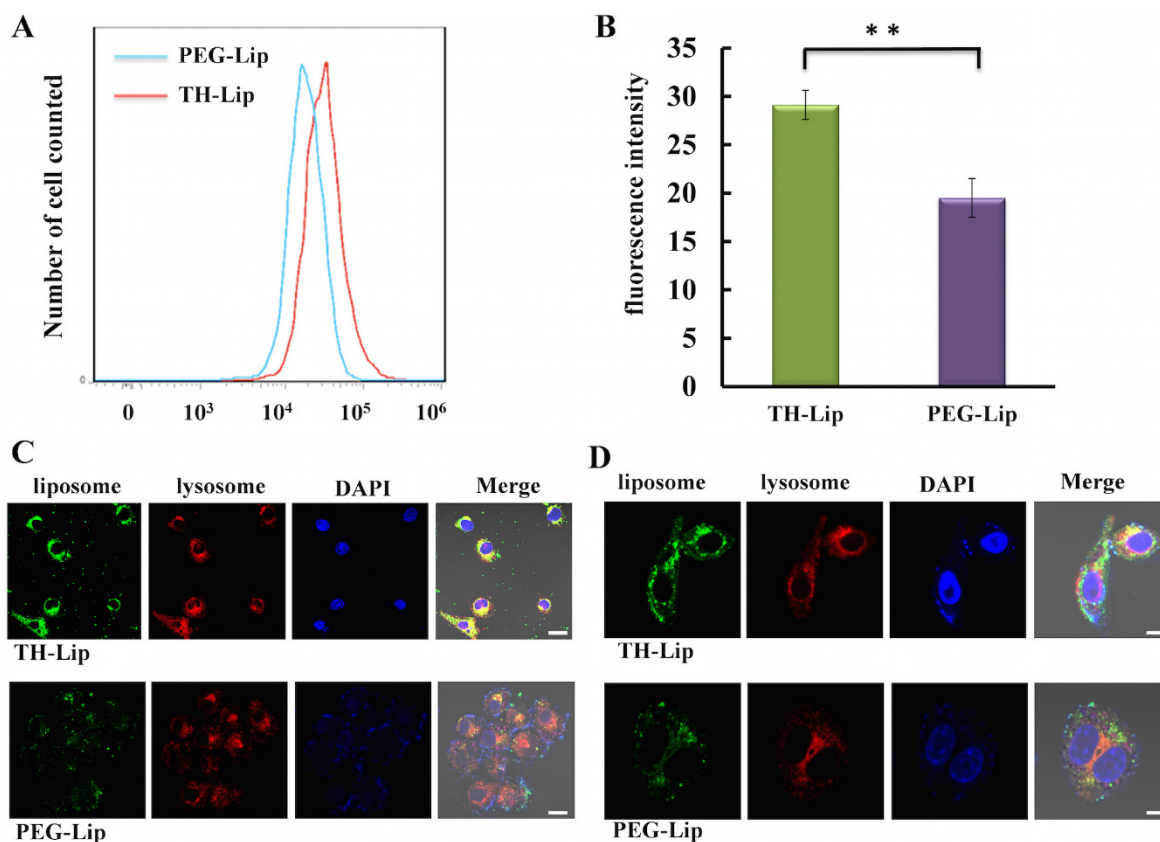 A
PEG-Lip
TH-Lip
Number of cell counted
0
0 10³ 10⁴ 10⁵ 10⁶
B
**
fluorescence intensity
35
30
25
20
15
10
5
0
TH-Lip PEG-Lip
C
liposome lysosome DAPI Merge
TH-Lip
PEG-Lip
D
liposome lysosome DAPI Merge
TH-Lip
PEG-Lip